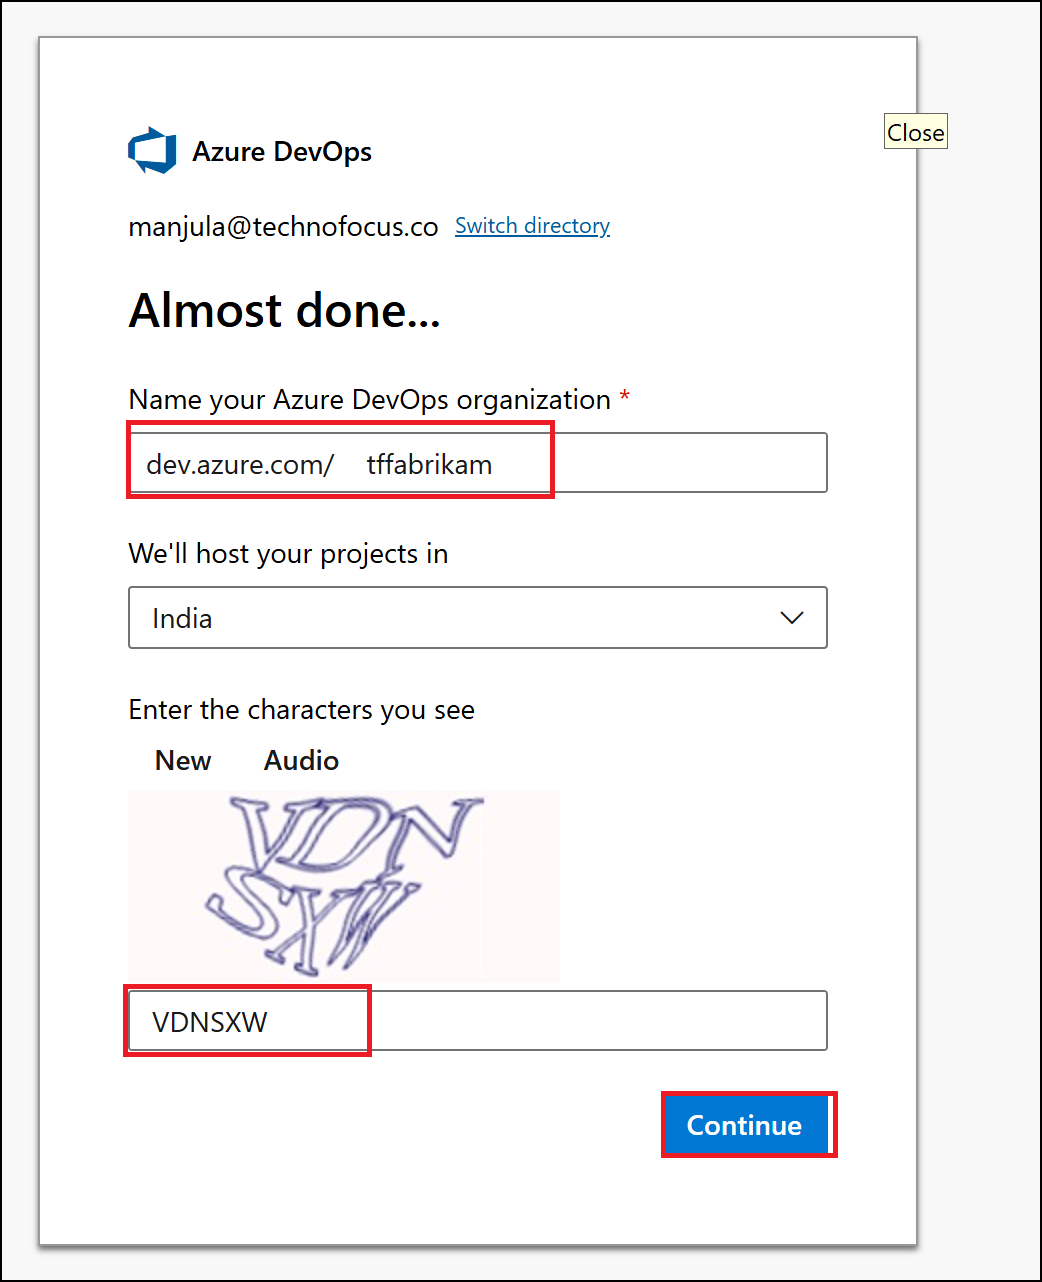 Azure DevOps
Close
manjula@technofocus.co Switch directory
Almost done...
Name your Azure DevOps organization *
dev.azure.com/ tffabrikam
We'll host your projects in
India
Enter the characters you see
New Audio
VDN
SXW
VDNSXW
Continue